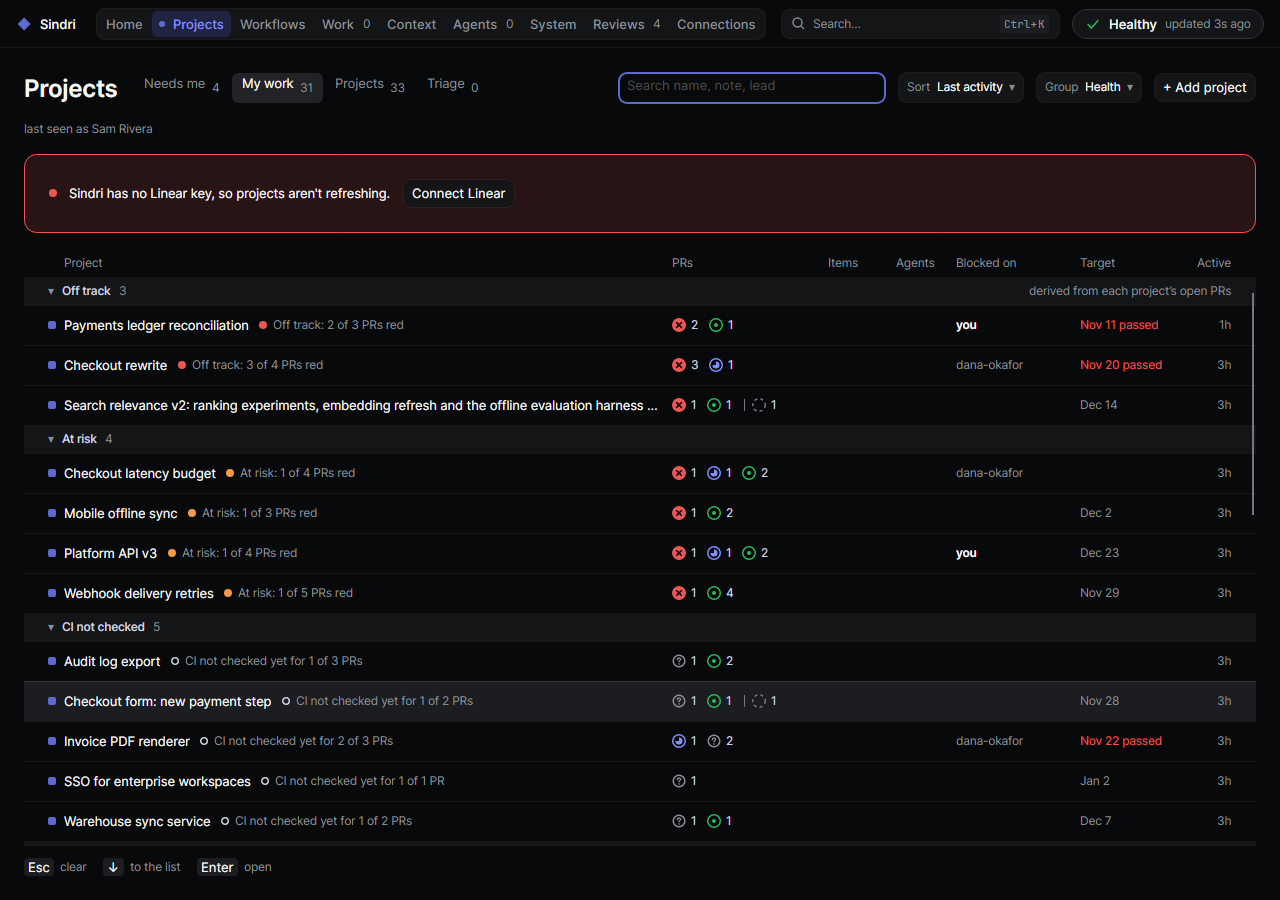 Sindri Home Projects Workflows Work 0 Context Agents 0 System Reviews 4 Connections Search... Ctrl+K Healthy updated 3s ago
Projects Needs me 4 My work 31 Projects 33 Triage 0 Search name, note, lead Sort Last activity ▾ Group Health ▾ + Add project
last seen as Sam Rivera
Sindri has no Linear key, so projects aren't refreshing. Connect Linear
Project PRs Items Agents Blocked on Target Active
▾ Off track 3 derived from each project's open PRs
Payments ledger reconciliation Off track: 2 of 3 PRs red 2 1 you Nov 11 passed 1h
Checkout rewrite Off track: 3 of 4 PRs red 3 1 dana-okafor Nov 20 passed 3h
Search relevance v2: ranking experiments, embedding refresh and the offline evaluation harness ... 1 1 1 Dec 14 3h
▾ At risk 4
Checkout latency budget At risk: 1 of 4 PRs red 1 1 2 dana-okafor 3h
Mobile offline sync At risk: 1 of 3 PRs red 1 2 Dec 2 3h
Platform API v3 At risk: 1 of 4 PRs red 1 1 2 you Dec 23 3h
Webhook delivery retries At risk: 1 of 5 PRs red 1 4 Nov 29 3h
▾ CI not checked 5
Audit log export CI not checked yet for 1 of 3 PRs 1 2 3h
Checkout form: new payment step CI not checked yet for 1 of 2 PRs 1 1 1 Nov 28 3h
Invoice PDF renderer CI not checked yet for 2 of 3 PRs 1 2 dana-okafor Nov 22 passed 3h
SSO for enterprise workspaces CI not checked yet for 1 of 1 PR 1 Jan 2 3h
Warehouse sync service CI not checked yet for 1 of 2 PRs 1 1 Dec 7 3h
Esc clear ↓ to the list Enter open